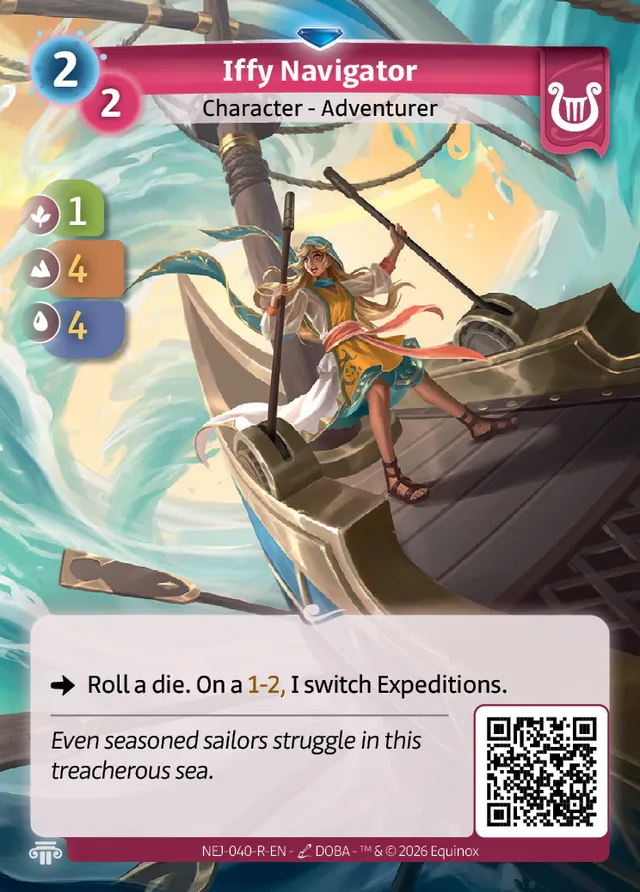 2
Iffy Navigator
2
Character - Adventurer
1
4
4
Roll a die. On a 1-2, I switch Expeditions.
Even seasoned sailors struggle in this
treacherous sea.
NEJ-040-R-EN - DOBA - ™ & © 2026 Equinox